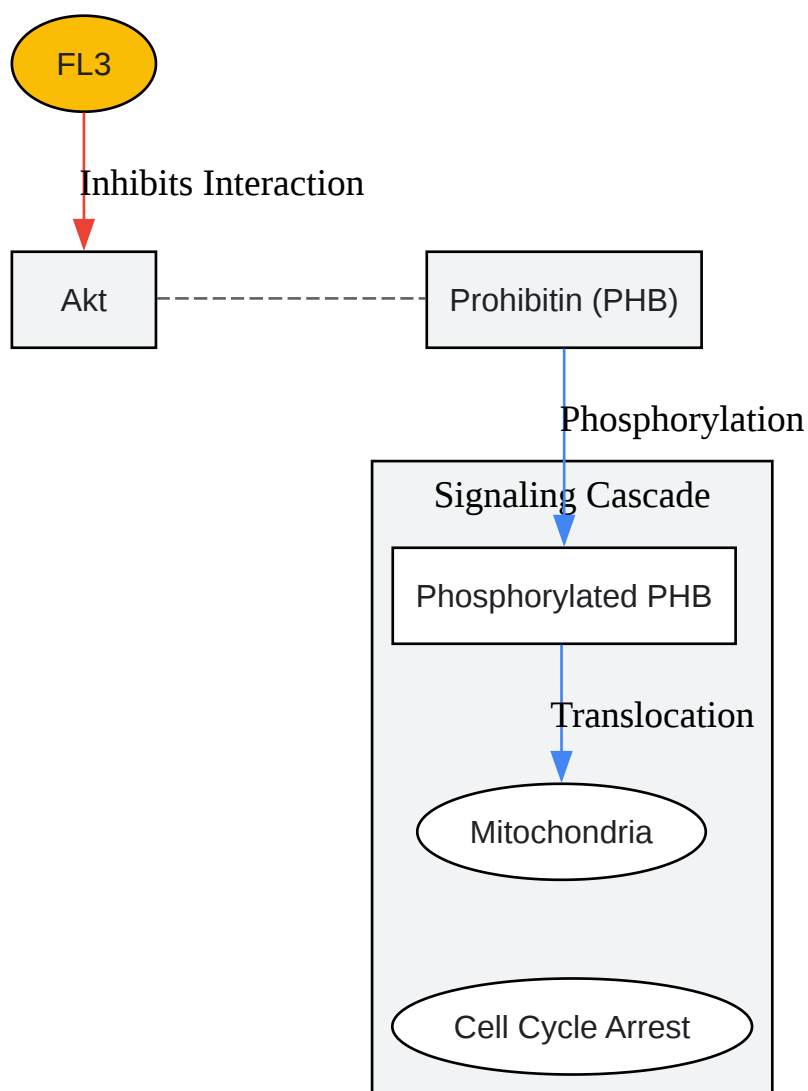 FL3
Inhibits Interaction
Akt
Prohibitin (PHB)
Phosphorylation
Signaling Cascade
Phosphorylated PHB
Translocation
Mitochondria
Cell Cycle Arrest